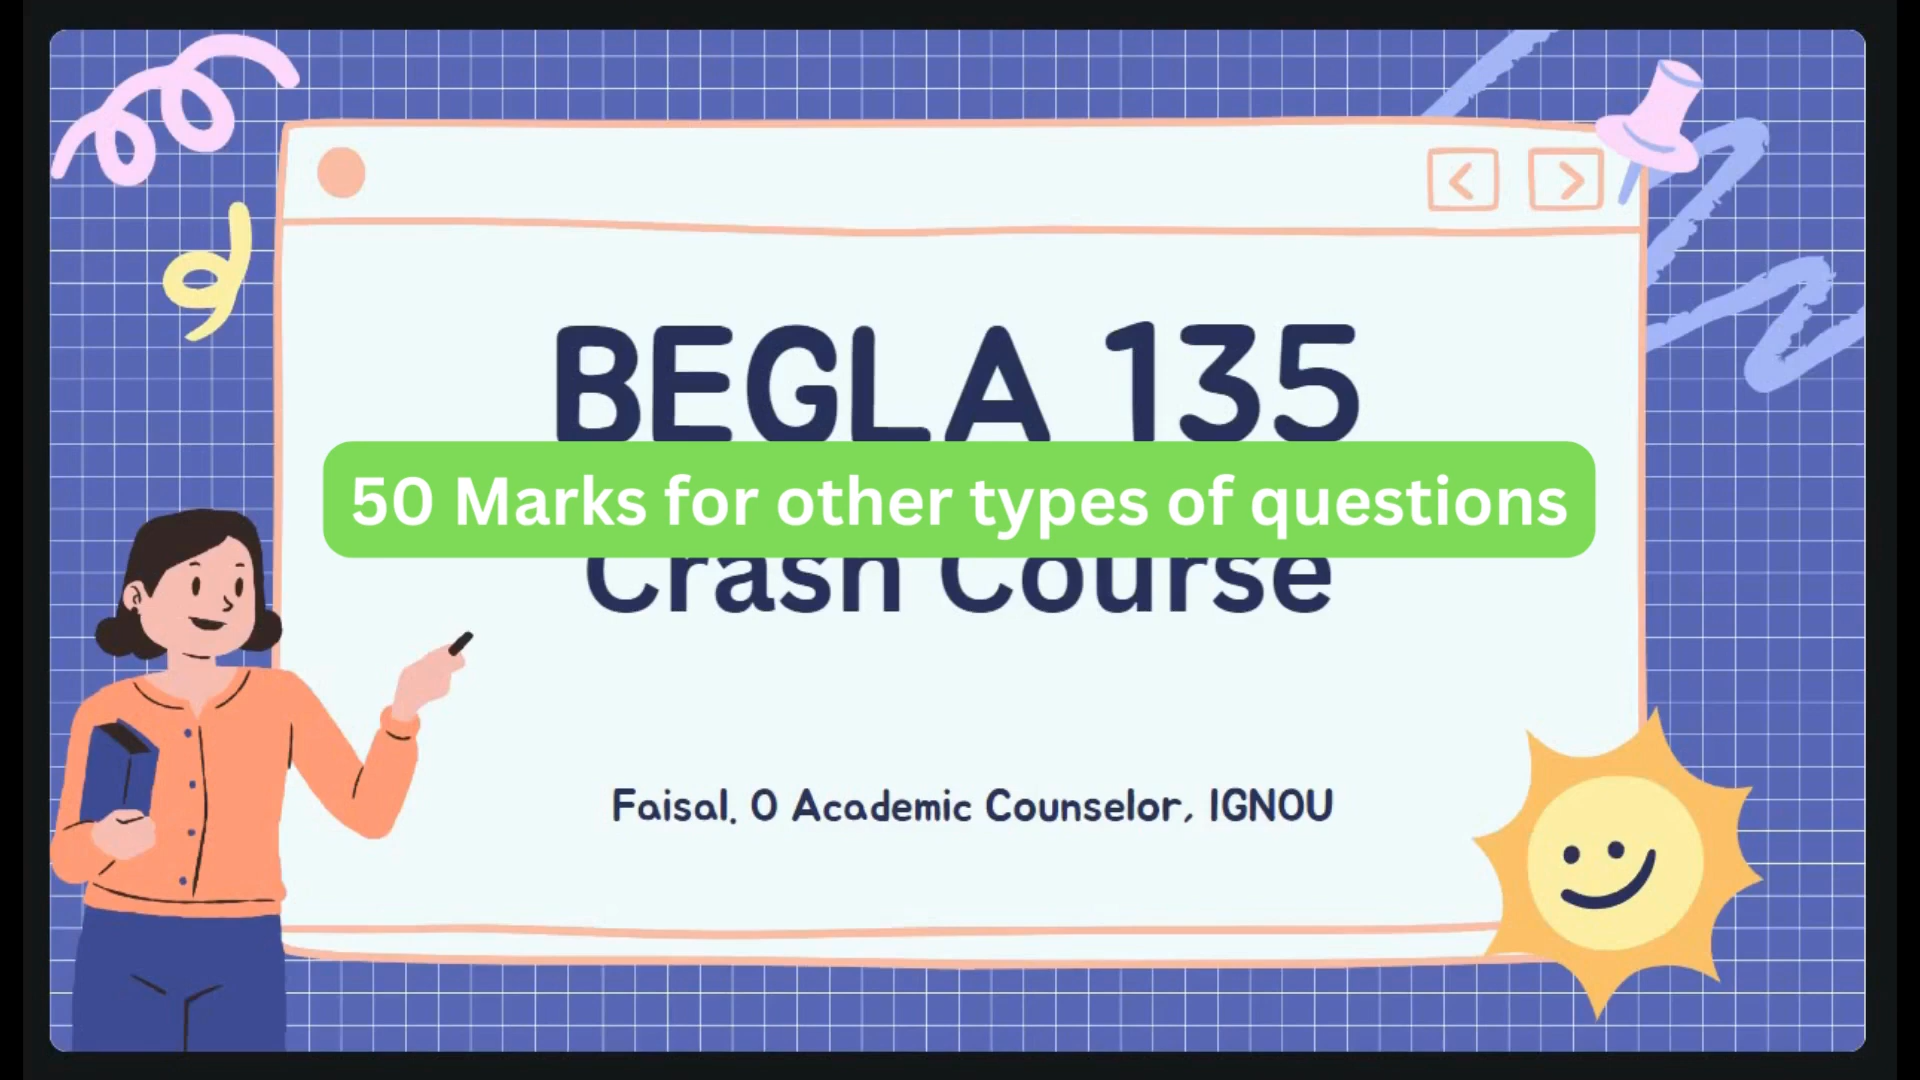 BEGLA 135
50 Marks for other types of questions
Crash Course
Faisal. O Academic Counselor, IGNOU